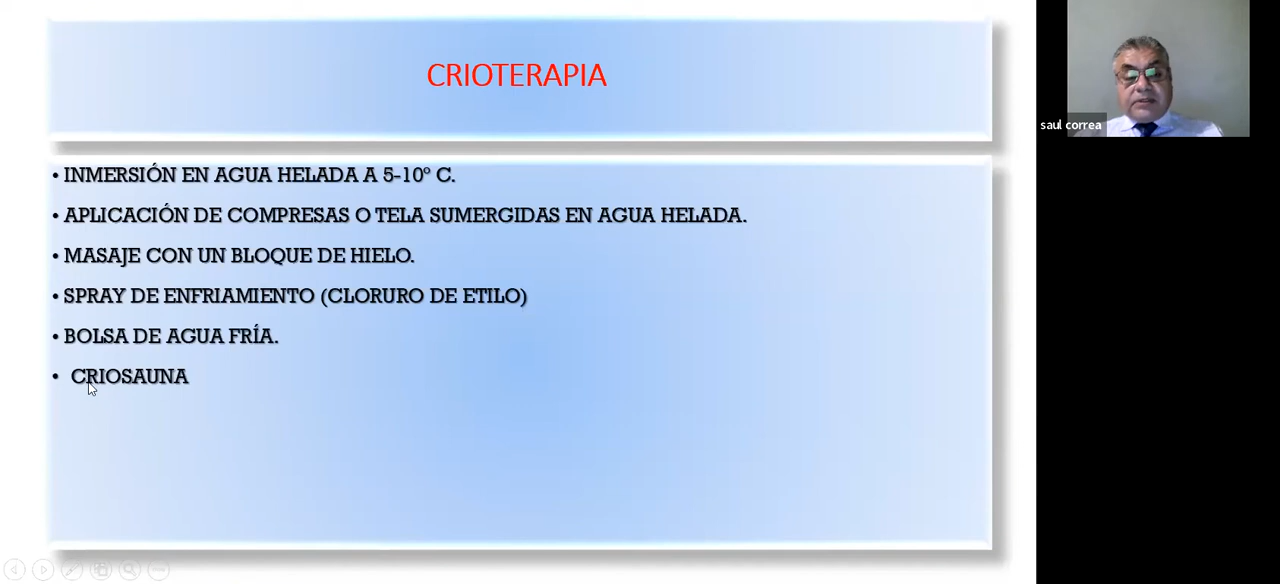 CRIOTERAPIA
• INMERSIÓN EN AGUA HELADA A 5-10º C.
• APLICACIÓN DE COMPRESAS O TELA SUMERGIDAS EN AGUA HELADA.
• MASAJE CON UN BLOQUE DE HIELO.
• SPRAY DE ENFRIAMIENTO (CLORURO DE ETILO)
• BOLSA DE AGUA FRÍA.
• CRIOSAUNA
saul correa